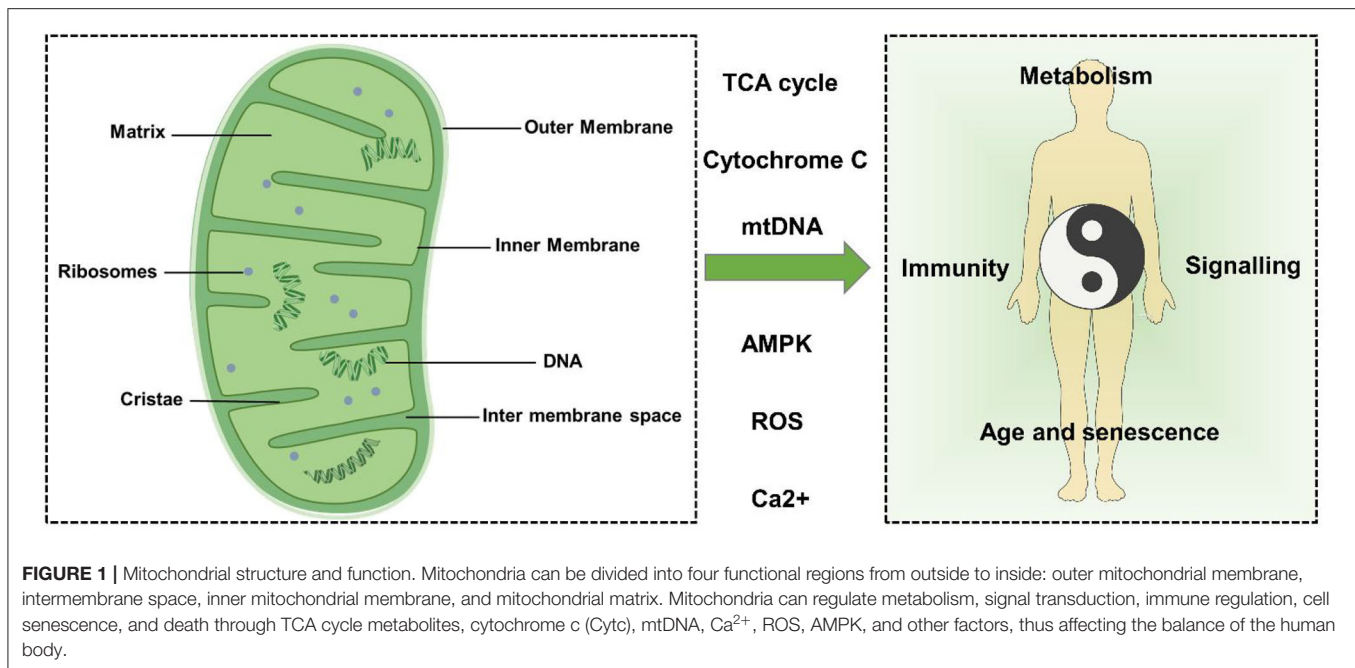 Matrix
Ribosomes
Cristae
Outer Membrane
Inner Membrane
DNA
Inter membrane space
TCA cycle
Cytochrome C
mtDNA
AMPK
ROS
Ca2+
Metabolism
Immunity
Signalling
Age and senescence
FIGURE 1 | Mitochondrial structure and function. Mitochondria can be divided into four functional regions from outside to inside: outer mitochondrial membrane,
intermembrane space, inner mitochondrial membrane, and mitochondrial matrix. Mitochondria can regulate metabolism, signal transduction, immune regulation, cell
senescence, and death through TCA cycle metabolites, cytochrome c (Cytc), mtDNA, Ca²⁺, ROS, AMPK, and other factors, thus affecting the balance of the human
body.